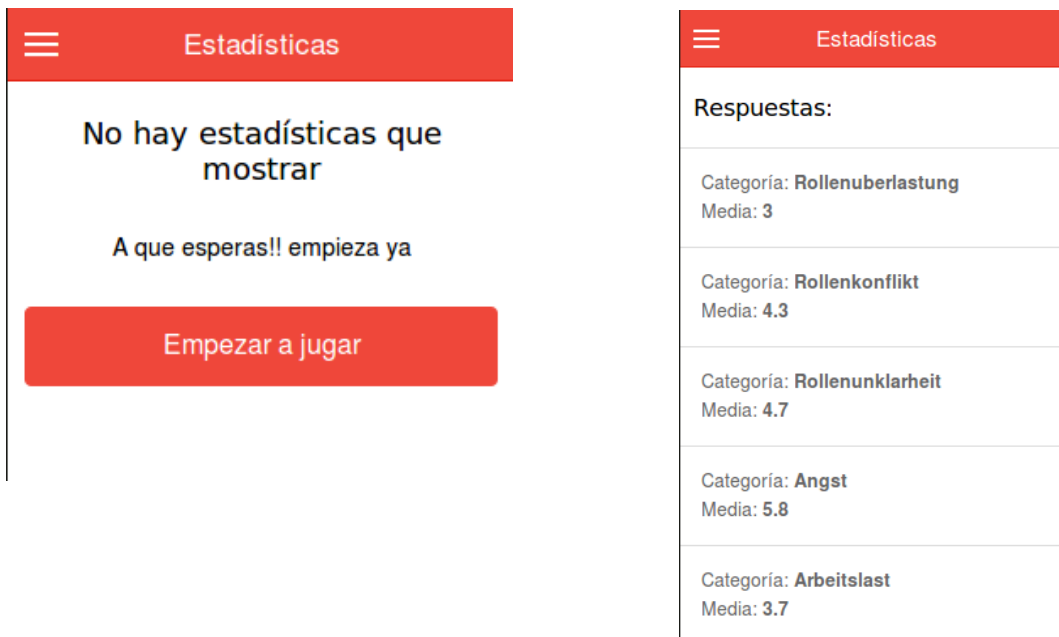 Estadísticas
No hay estadísticas que
mostrar
A que esperas!! empieza ya
Empezar a jugar
Estadísticas
Respuestas:
Categoría: Rollenuberlastung
Media: 3
Categoría: Rollenkonflikt
Media: 4.3
Categoría: Rollenunklarheit
Media: 4.7
Categoría: Angst
Media: 5.8
Categoría: Arbeitslast
Media: 3.7